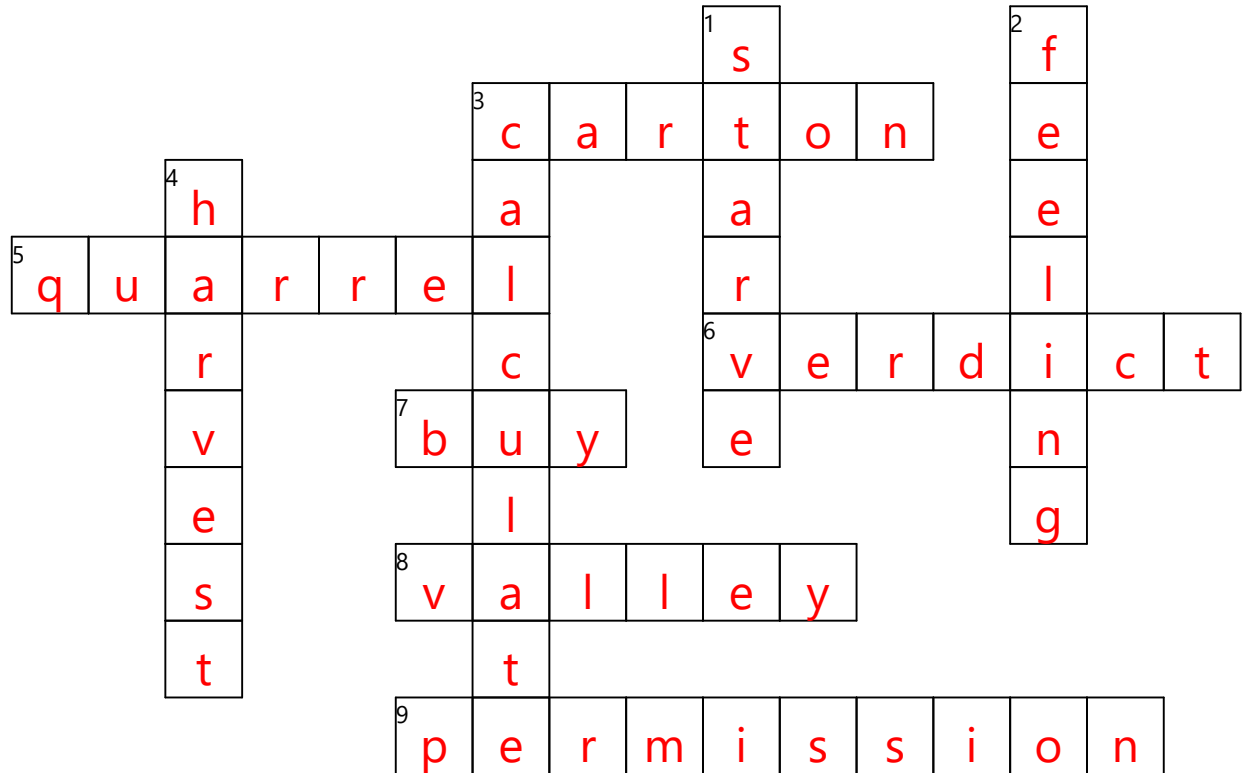 1 s 2 f
3 c a r t o n e
4 h a a e
5 q u a r r e l r l
r c 6 v e r d i c t
v 7 b u y e n
e l g
s 8 v a l l e y
t t
9 p e r m i s s i o n